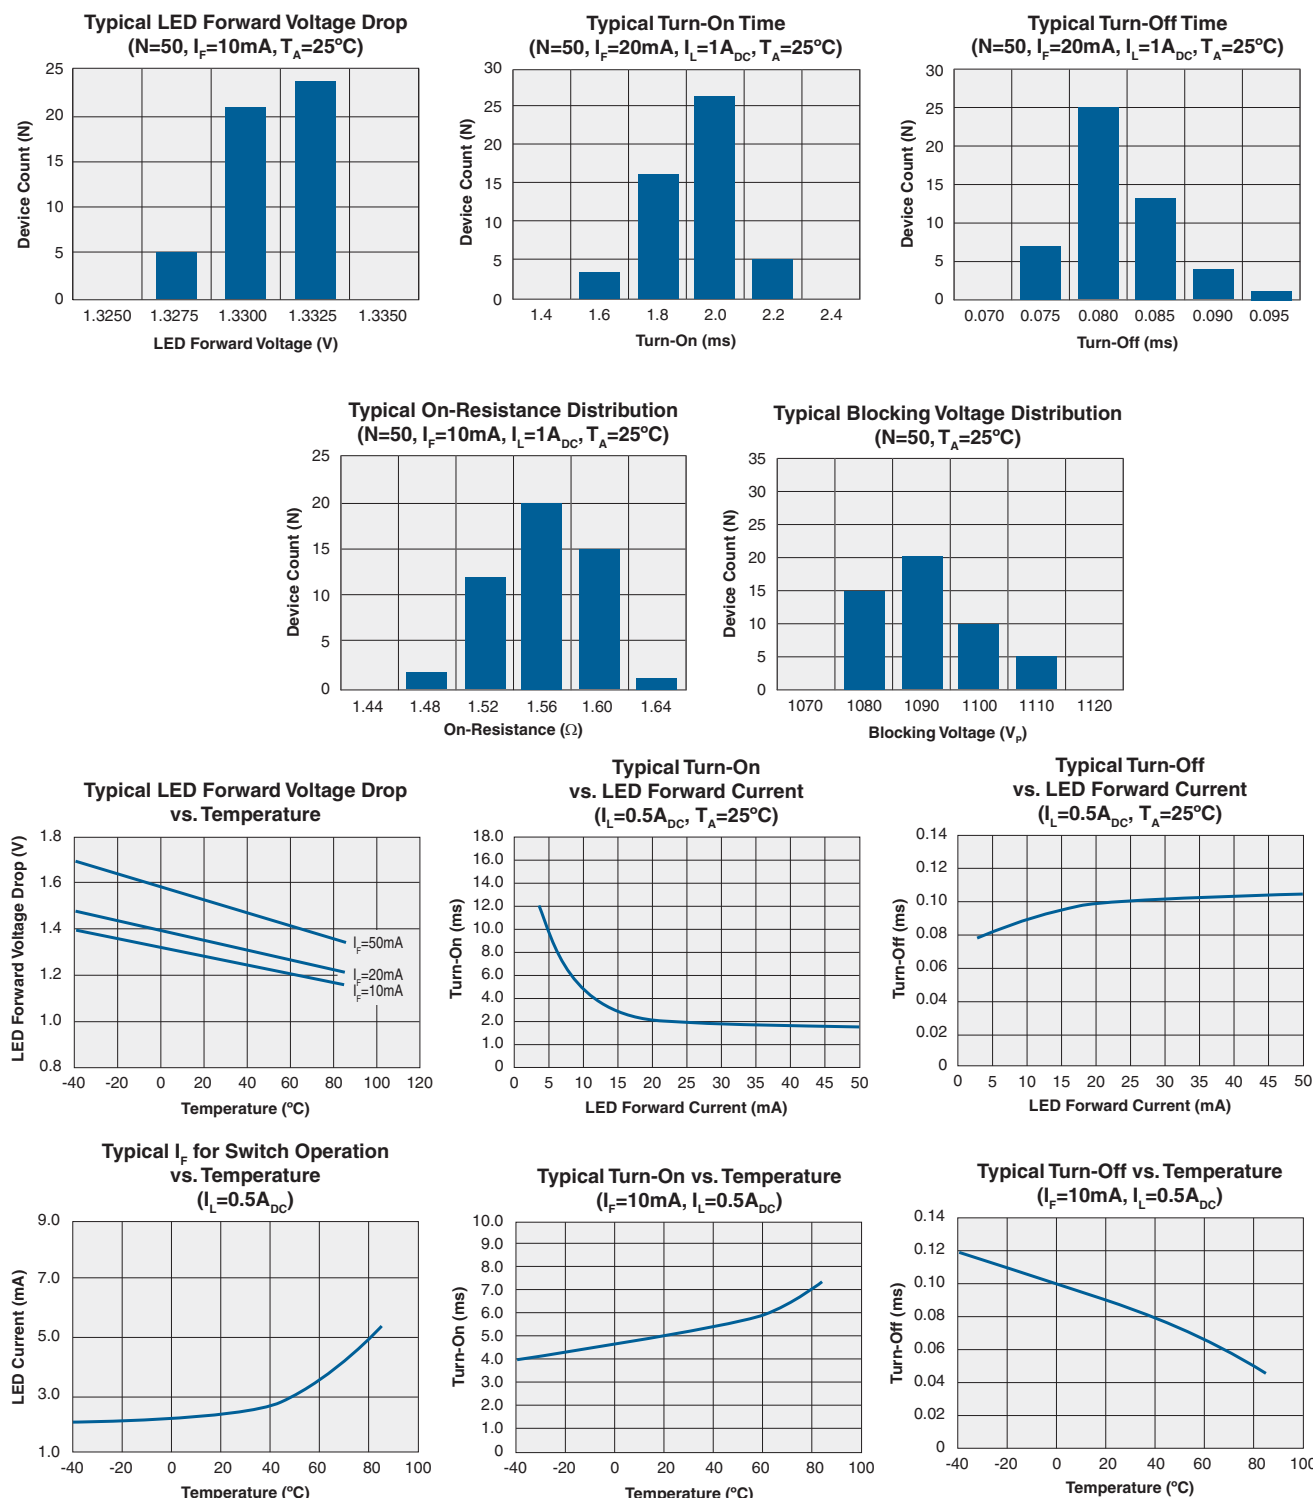 Typical LED Forward Voltage Drop
(N=50, IF=10mA, TA=25ºC)
Device Count (N)
25
20
15
10
5
0
1.3250 1.3275 1.3300 1.3325 1.3350
LED Forward Voltage (V)
Typical Turn-On Time
(N=50, IF=20mA, IL=1ADC, TA=25ºC)
Device Count (N)
30
25
20
15
10
5
0
1.4 1.6 1.8 2.0 2.2 2.4
Turn-On (ms)
Typical Turn-Off Time
(N=50, IF=20mA, IL=1ADC, TA=25ºC)
Device Count (N)
30
25
20
15
10
5
0
0.070 0.075 0.080 0.085 0.090 0.095
Turn-Off (ms)
Typical On-Resistance Distribution
(N=50, IF=10mA, IL=1ADC, TA=25ºC)
Device Count (N)
25
20
15
10
5
0
1.44 1.48 1.52 1.56 1.60 1.64
On-Resistance (Ω)
Typical Blocking Voltage Distribution
(N=50, TA=25ºC)
Device Count (N)
35
30
25
20
15
10
5
0
1070 1080 1090 1100 1110 1120
Blocking Voltage (VP)
Typical LED Forward Voltage Drop
vs. Temperature
LED Forward Voltage Drop (V)
1.8
1.6
1.4
1.2
1.0
0.8
IF=50mA
IF=20mA
IF=10mA
-40 -20 0 20 40 60 80 100 120
Temperature (ºC)
Typical Turn-On
vs. LED Forward Current
(IL=0.5ADC, TA=25ºC)
Turn-On (ms)
18.0
16.0
14.0
12.0
10.0
8.0
6.0
4.0
2.0
1.0
0
0 5 10 15 20 25 30 35 40 45 50
LED Forward Current (mA)
Typical Turn-Off
vs. LED Forward Current
(IL=0.5ADC, TA=25ºC)
Turn-Off (ms)
0.14
0.12
0.10
0.08
0.06
0.04
0.02
0
0 5 10 15 20 25 30 35 40 45 50
LED Forward Current (mA)
Typical IF for Switch Operation
vs. Temperature
(IL=0.5ADC)
LED Current (mA)
9.0
7.0
5.0
3.0
1.0
-40 -20 0 20 40 60 80 100
Temperature (ºC)
Typical Turn-On vs. Temperature
(IF=10mA, IL=0.5ADC)
Turn-On (ms)
10.0
9.0
8.0
7.0
6.0
5.0
4.0
3.0
2.0
1.0
0
-40 -20 0 20 40 60 80 100
Temperature (ºC)
Typical Turn-Off vs. Temperature
(IF=10mA, IL=0.5ADC)
Turn-Off (ms)
0.14
0.12
0.10
0.08
0.06
0.04
0.02
0
-40 -20 0 20 40 60 80 100
Temperature (ºC)